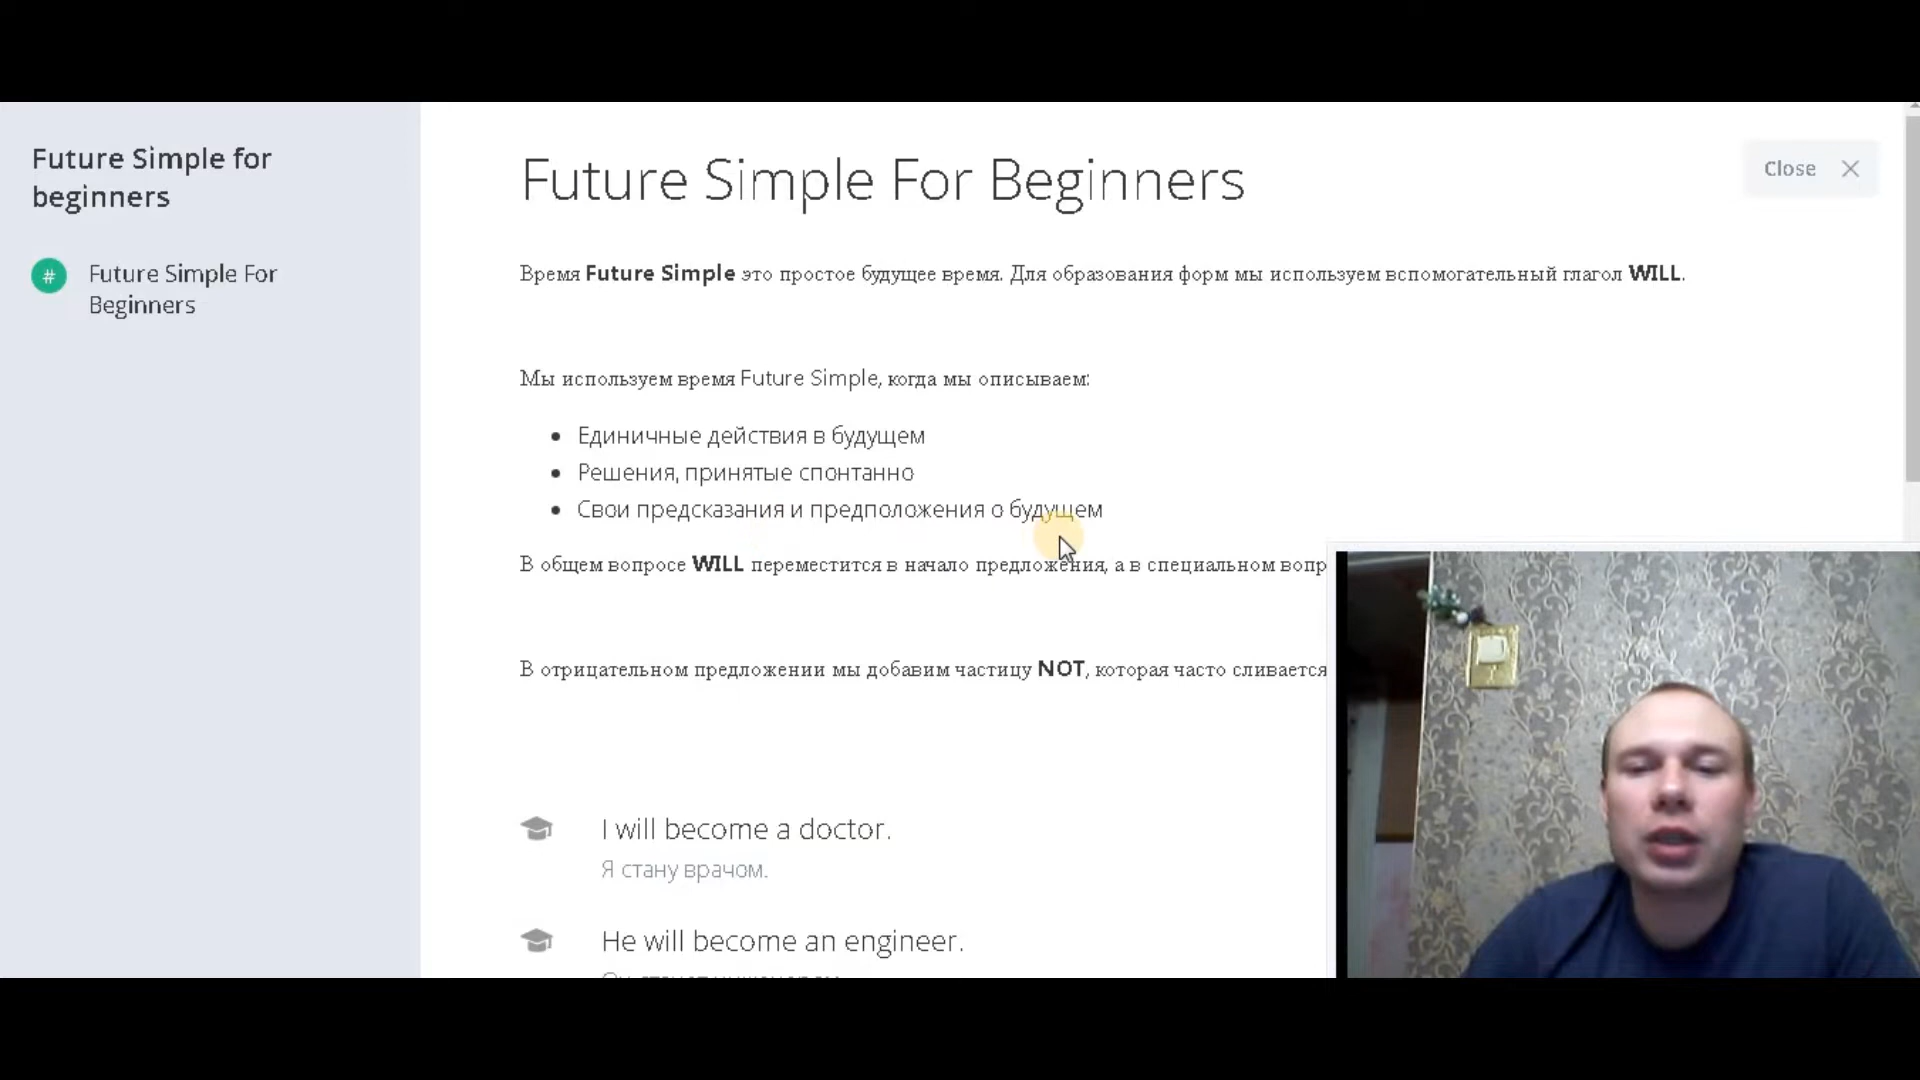 Future Simple for
beginners
# Future Simple For
Beginners
Future Simple For Beginners
Close
Время Future Simple это простое будущее время. Для образования форм мы используем вспомогательный глагол WILL.
Мы используем время Future Simple, когда мы описываем:
• Единичные действия в будущем
• Решения, принятые спонтанно
• Свои предсказания и предположения о будущем
В общем вопросе WILL переместится в начало предложения, а в специальном
В отрицательном предложении мы добавим частицу NOT, которая часто сливается
I will become a doctor.
Я стану врачом.
He will become an engineer.